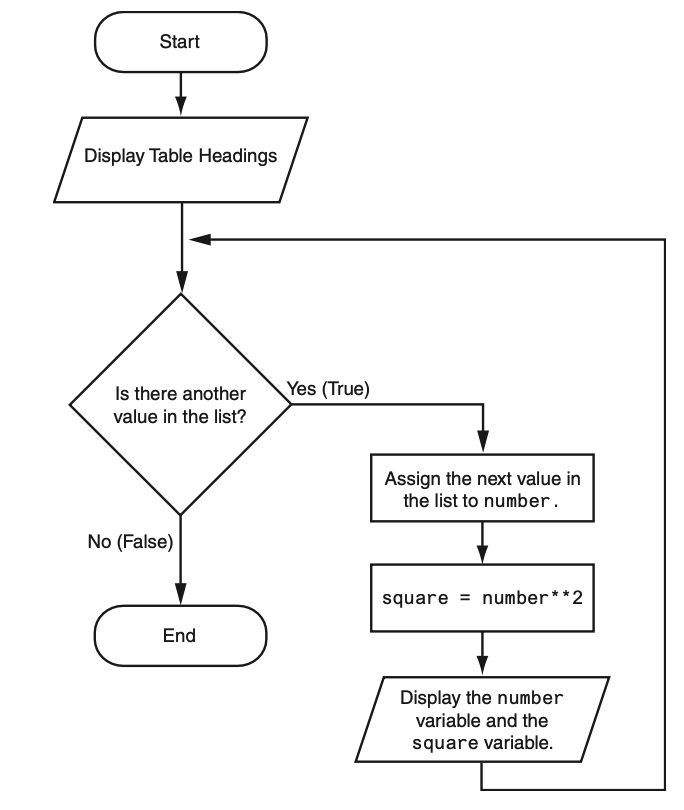 Start
Display Table Headings
Is there another
value in the list?
Yes (True)
Assign the next value in
the list to number.
square = number**2
Display the number
variable and the
square variable.
No (False)
End